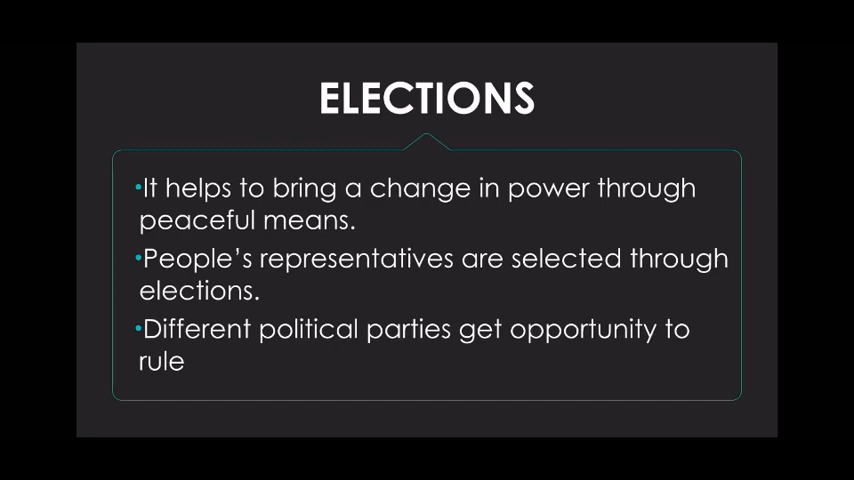 ELECTIONS
•It helps to bring a change in power through
peaceful means.
•People’s representatives are selected through
elections.
•Different political parties get opportunity to
rule